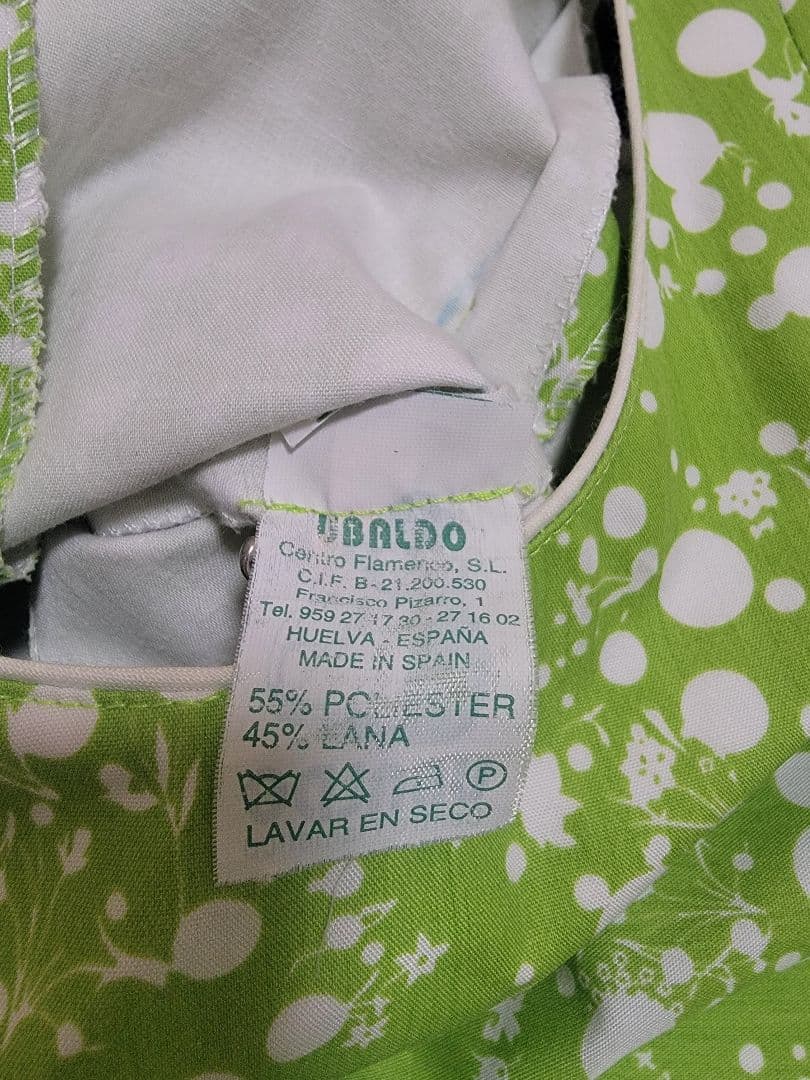 UBALDO
Centro Flamenco, S.L.
C.I.F. B-21.200.530
Francisco Pizarro, 1
Tel. 959 27 17 30 - 27 16 02
HUELVA - ESPAÑA
MADE IN SPAIN
55% POLIESTER
45% LANA
P
LAVAR EN SECO